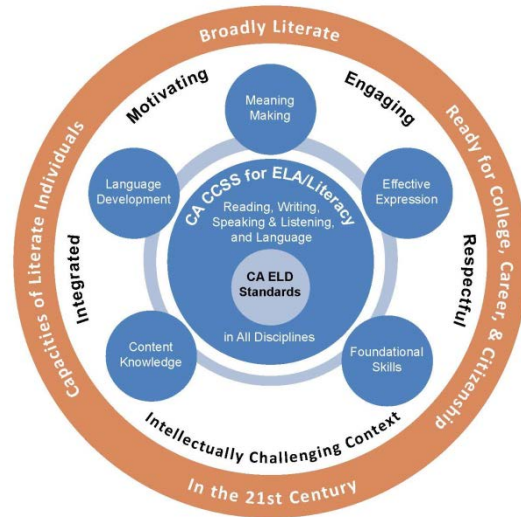 Broadly Literate
Motivating
Engaging
Meaning
Making
Capacities of Literate Individuals
Ready for College, Career, & Citizenship
Language
Development
CA CCSS for ELA/Literacy
Effective
Expression
Reading, Writing,
Speaking & Listening,
and Language
CA ELD
Standards
Integrated
Respectful
in All Disciplines
Content
Knowledge
Foundational
Skills
Intellectually Challenging Context
In the 21st Century